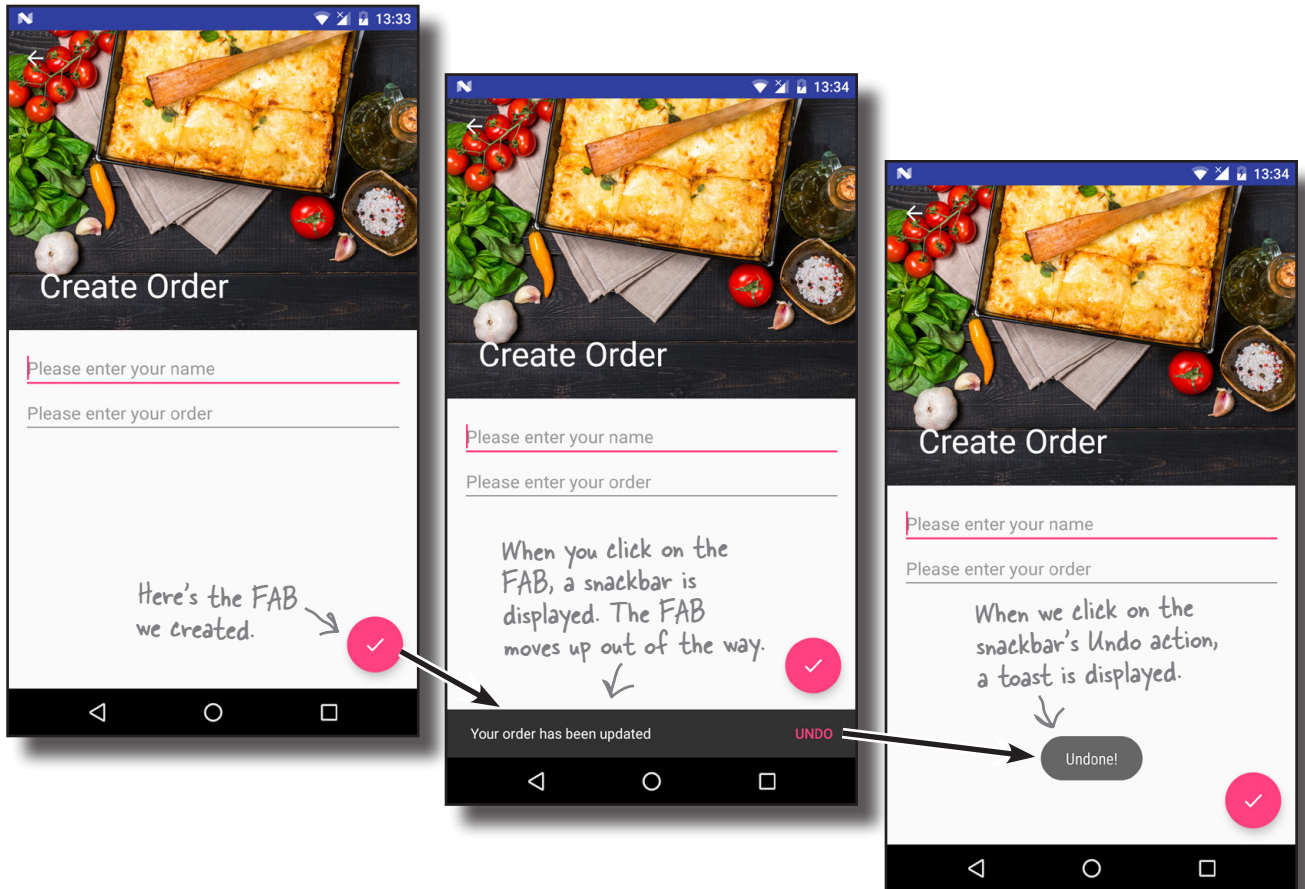 13:33
Create Order
Please enter your name
Please enter your order
Here's the FAB
we created.
13:34
Create Order
Please enter your name
Please enter your order
When you click on the
FAB, a snackbar is
displayed. The FAB
moves up out of the way.
Your order has been updated UNDO
13:34
Create Order
Please enter your name
Please enter your order
When we click on the
snackbar's Undo action,
a toast is displayed.
Undone!